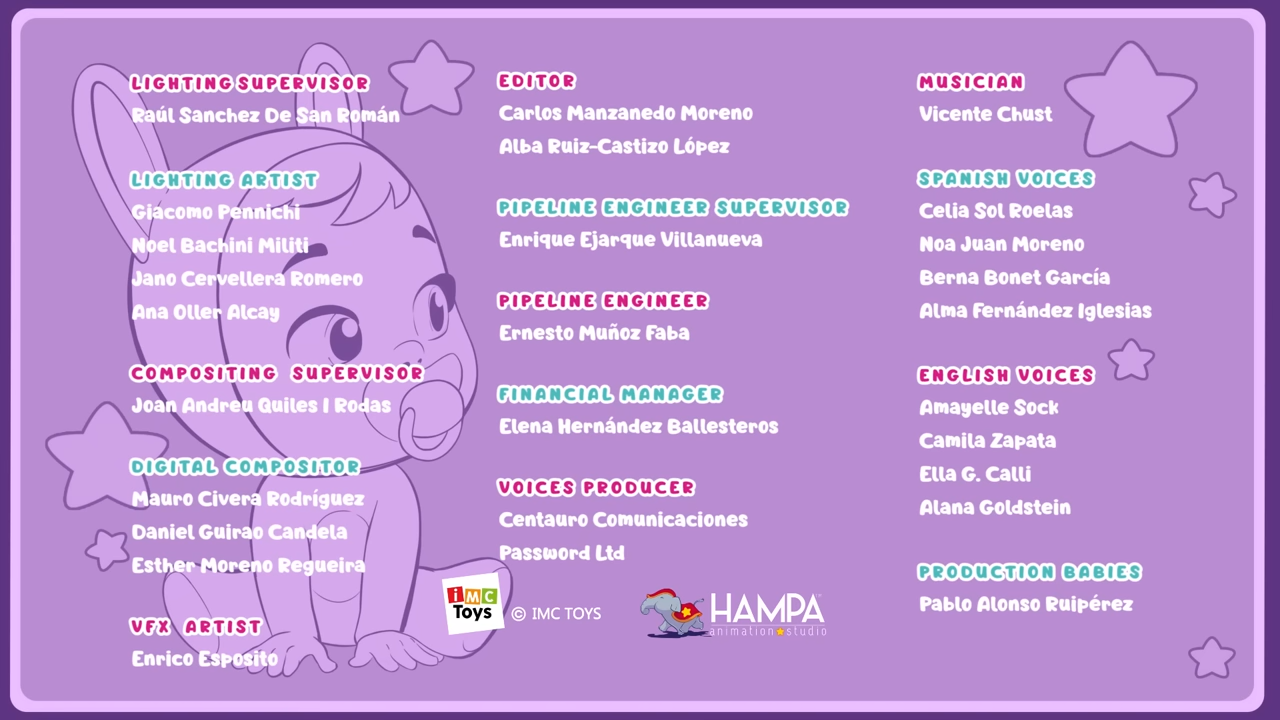 LIGHTING SUPERVISOR
Raúl Sanchez De San Román
LIGHTING ARTIST
Giacomo Pennichi
Noel Bachini Militi
Jano Cervellera Romero
Ana Oller Alcay
COMPOSITING SUPERVISOR
Joan Andreu Quiles I Rodas
DIGITAL COMPOSITOR
Mauro Civera Rodríguez
Daniel Guirao Candela
Esther Moreno Regueira
VFX ARTIST
Enrico Esposito
EDITOR
Carlos Manzanedo Moreno
Alba Ruiz-Castizo López
PIPELINE ENGINEER SUPERVISOR
Enrique Ejarque Villanueva
PIPELINE ENGINEER
Ernesto Muñoz Faba
FINANCIAL MANAGER
Elena Hernández Ballesteros
VOICES PRODUCER
Centauro Comunicaciones
Password Ltd
iMC
Toys
© IMC TOYS
HAMPA™
animation studio
MUSICIAN
Vicente Chust
SPANISH VOICES
Celia Sol Roelas
Noa Juan Moreno
Berna Bonet García
Alma Fernández Iglesias
ENGLISH VOICES
Amayelle Sock
Camila Zapata
Ella G. Calli
Alana Goldstein
PRODUCTION BABIES
Pablo Alonso Ruipérez